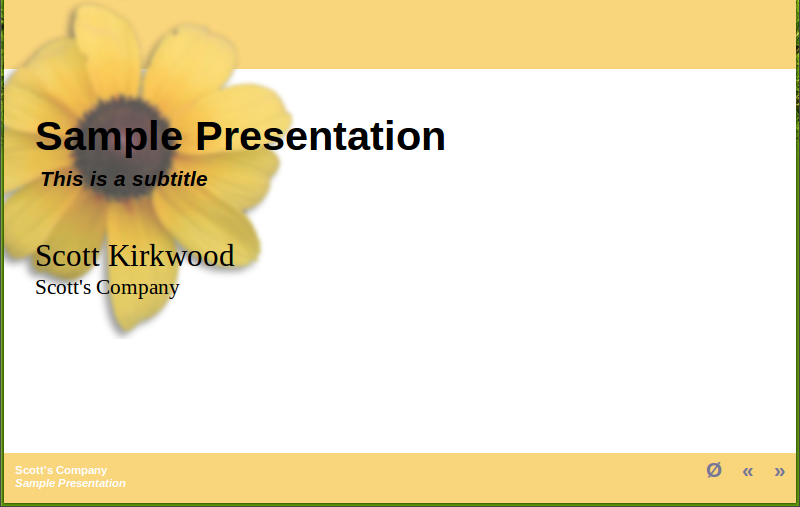 Sample Presentation
This is a subtitle
Scott Kirkwood
Scott's Company
Scott's Company
Sample Presentation
Ø « »